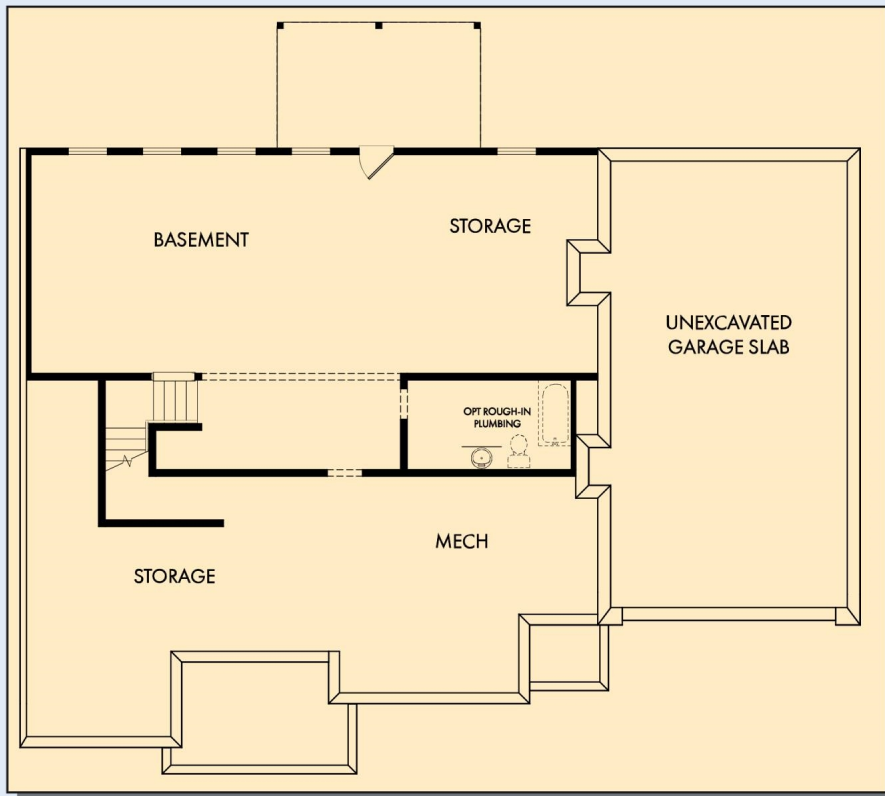 BASEMENT
STORAGE
UNEXCAVATED
GARAGE SLAB
OPT ROUGH-IN
PLUMBING
MECH
STORAGE